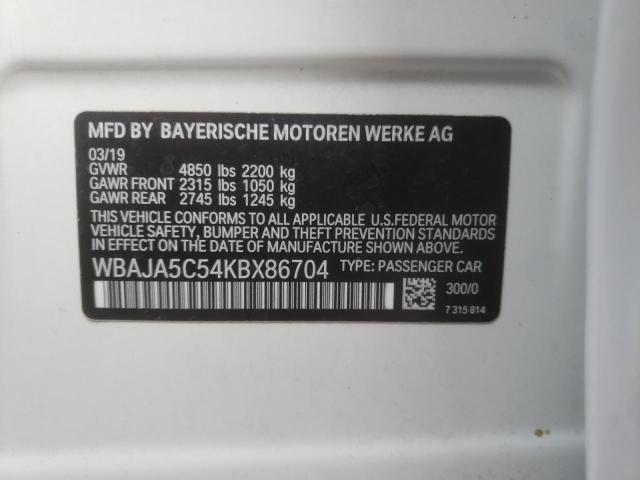 MFD BY BAYERISCHE MOTOREN WERKE AG
03/19
GVWR 4850 lbs 2200 kg
GAWR FRONT 2315 lbs 1050 kg
GAWR REAR 2745 lbs 1245 kg
THIS VEHICLE CONFORMS TO ALL APPLICABLE U.S.FEDERAL MOTOR
VEHICLE SAFETY, BUMPER AND THEFT PREVENTION STANDARDS
IN EFFECT ON THE DATE OF MANUFACTURE SHOWN ABOVE.
WBAJA5C54KBX86704 TYPE: PASSENGER CAR
300/0
7 315 814